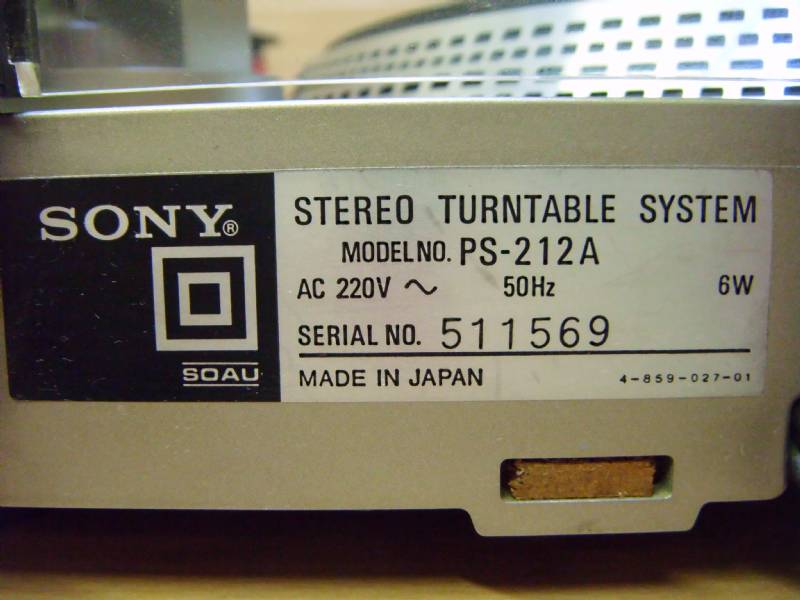 SONY®
SOAU
STEREO TURNTABLE SYSTEM
MODEL NO. PS-212A
AC 220V ~ 50Hz 6W
SERIAL NO. 511569
MADE IN JAPAN 4-859-027-01